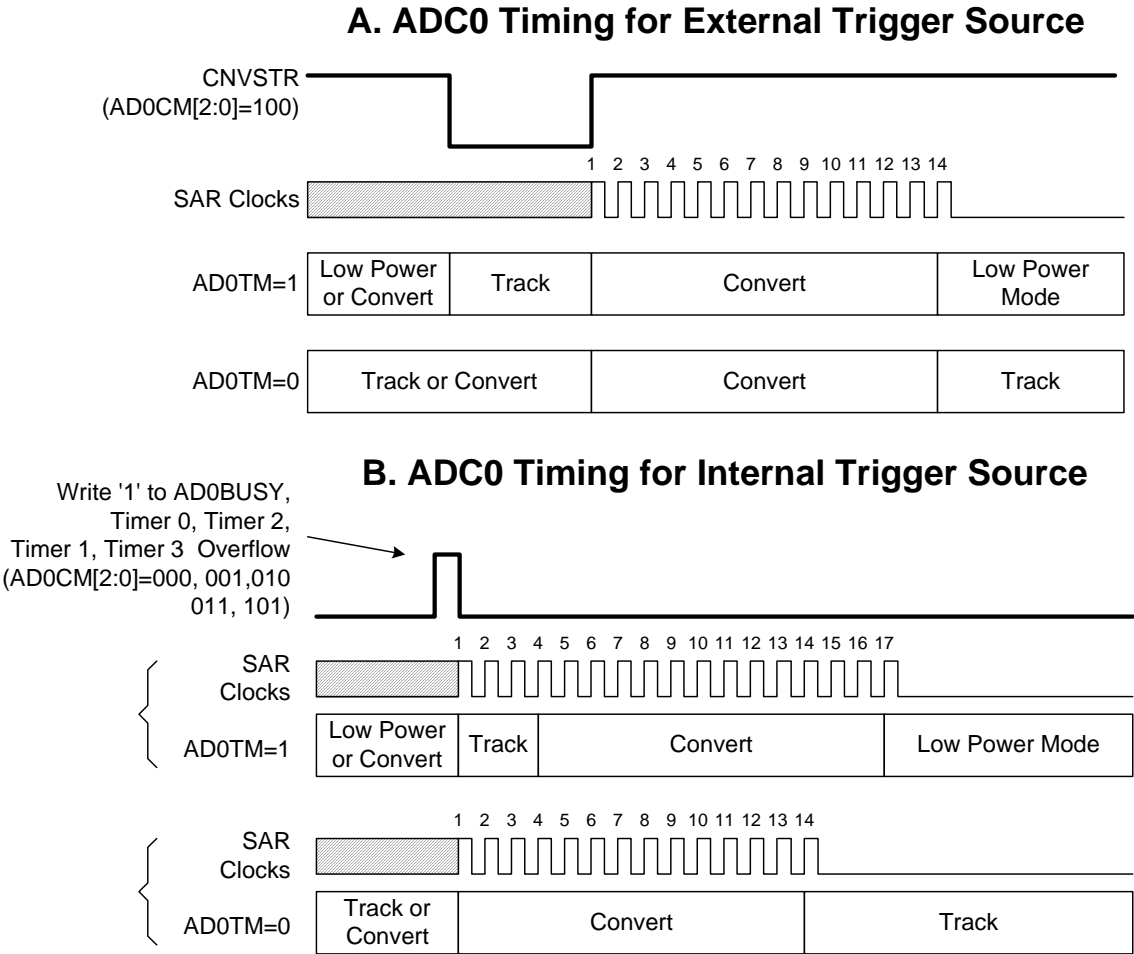 A. ADC0 Timing for External Trigger Source
CNVSTR
(AD0CM[2:0]=100)
1 2 3 4 5 6 7 8 9 10 11 12 13 14
SAR Clocks
AD0TM=1
Low Power
or Convert
Track
Convert
Low Power
Mode
AD0TM=0
Track or Convert
Convert
Track
B. ADC0 Timing for Internal Trigger Source
Write '1' to AD0BUSY,
Timer 0, Timer 2,
Timer 1, Timer 3 Overflow
(AD0CM[2:0]=000, 001,010
011, 101)
1 2 3 4 5 6 7 8 9 10 11 12 13 14 15 16 17
SAR
Clocks
AD0TM=1
Low Power
or Convert
Track
Convert
Low Power Mode
1 2 3 4 5 6 7 8 9 10 11 12 13 14
SAR
Clocks
AD0TM=0
Track or
Convert
Convert
Track